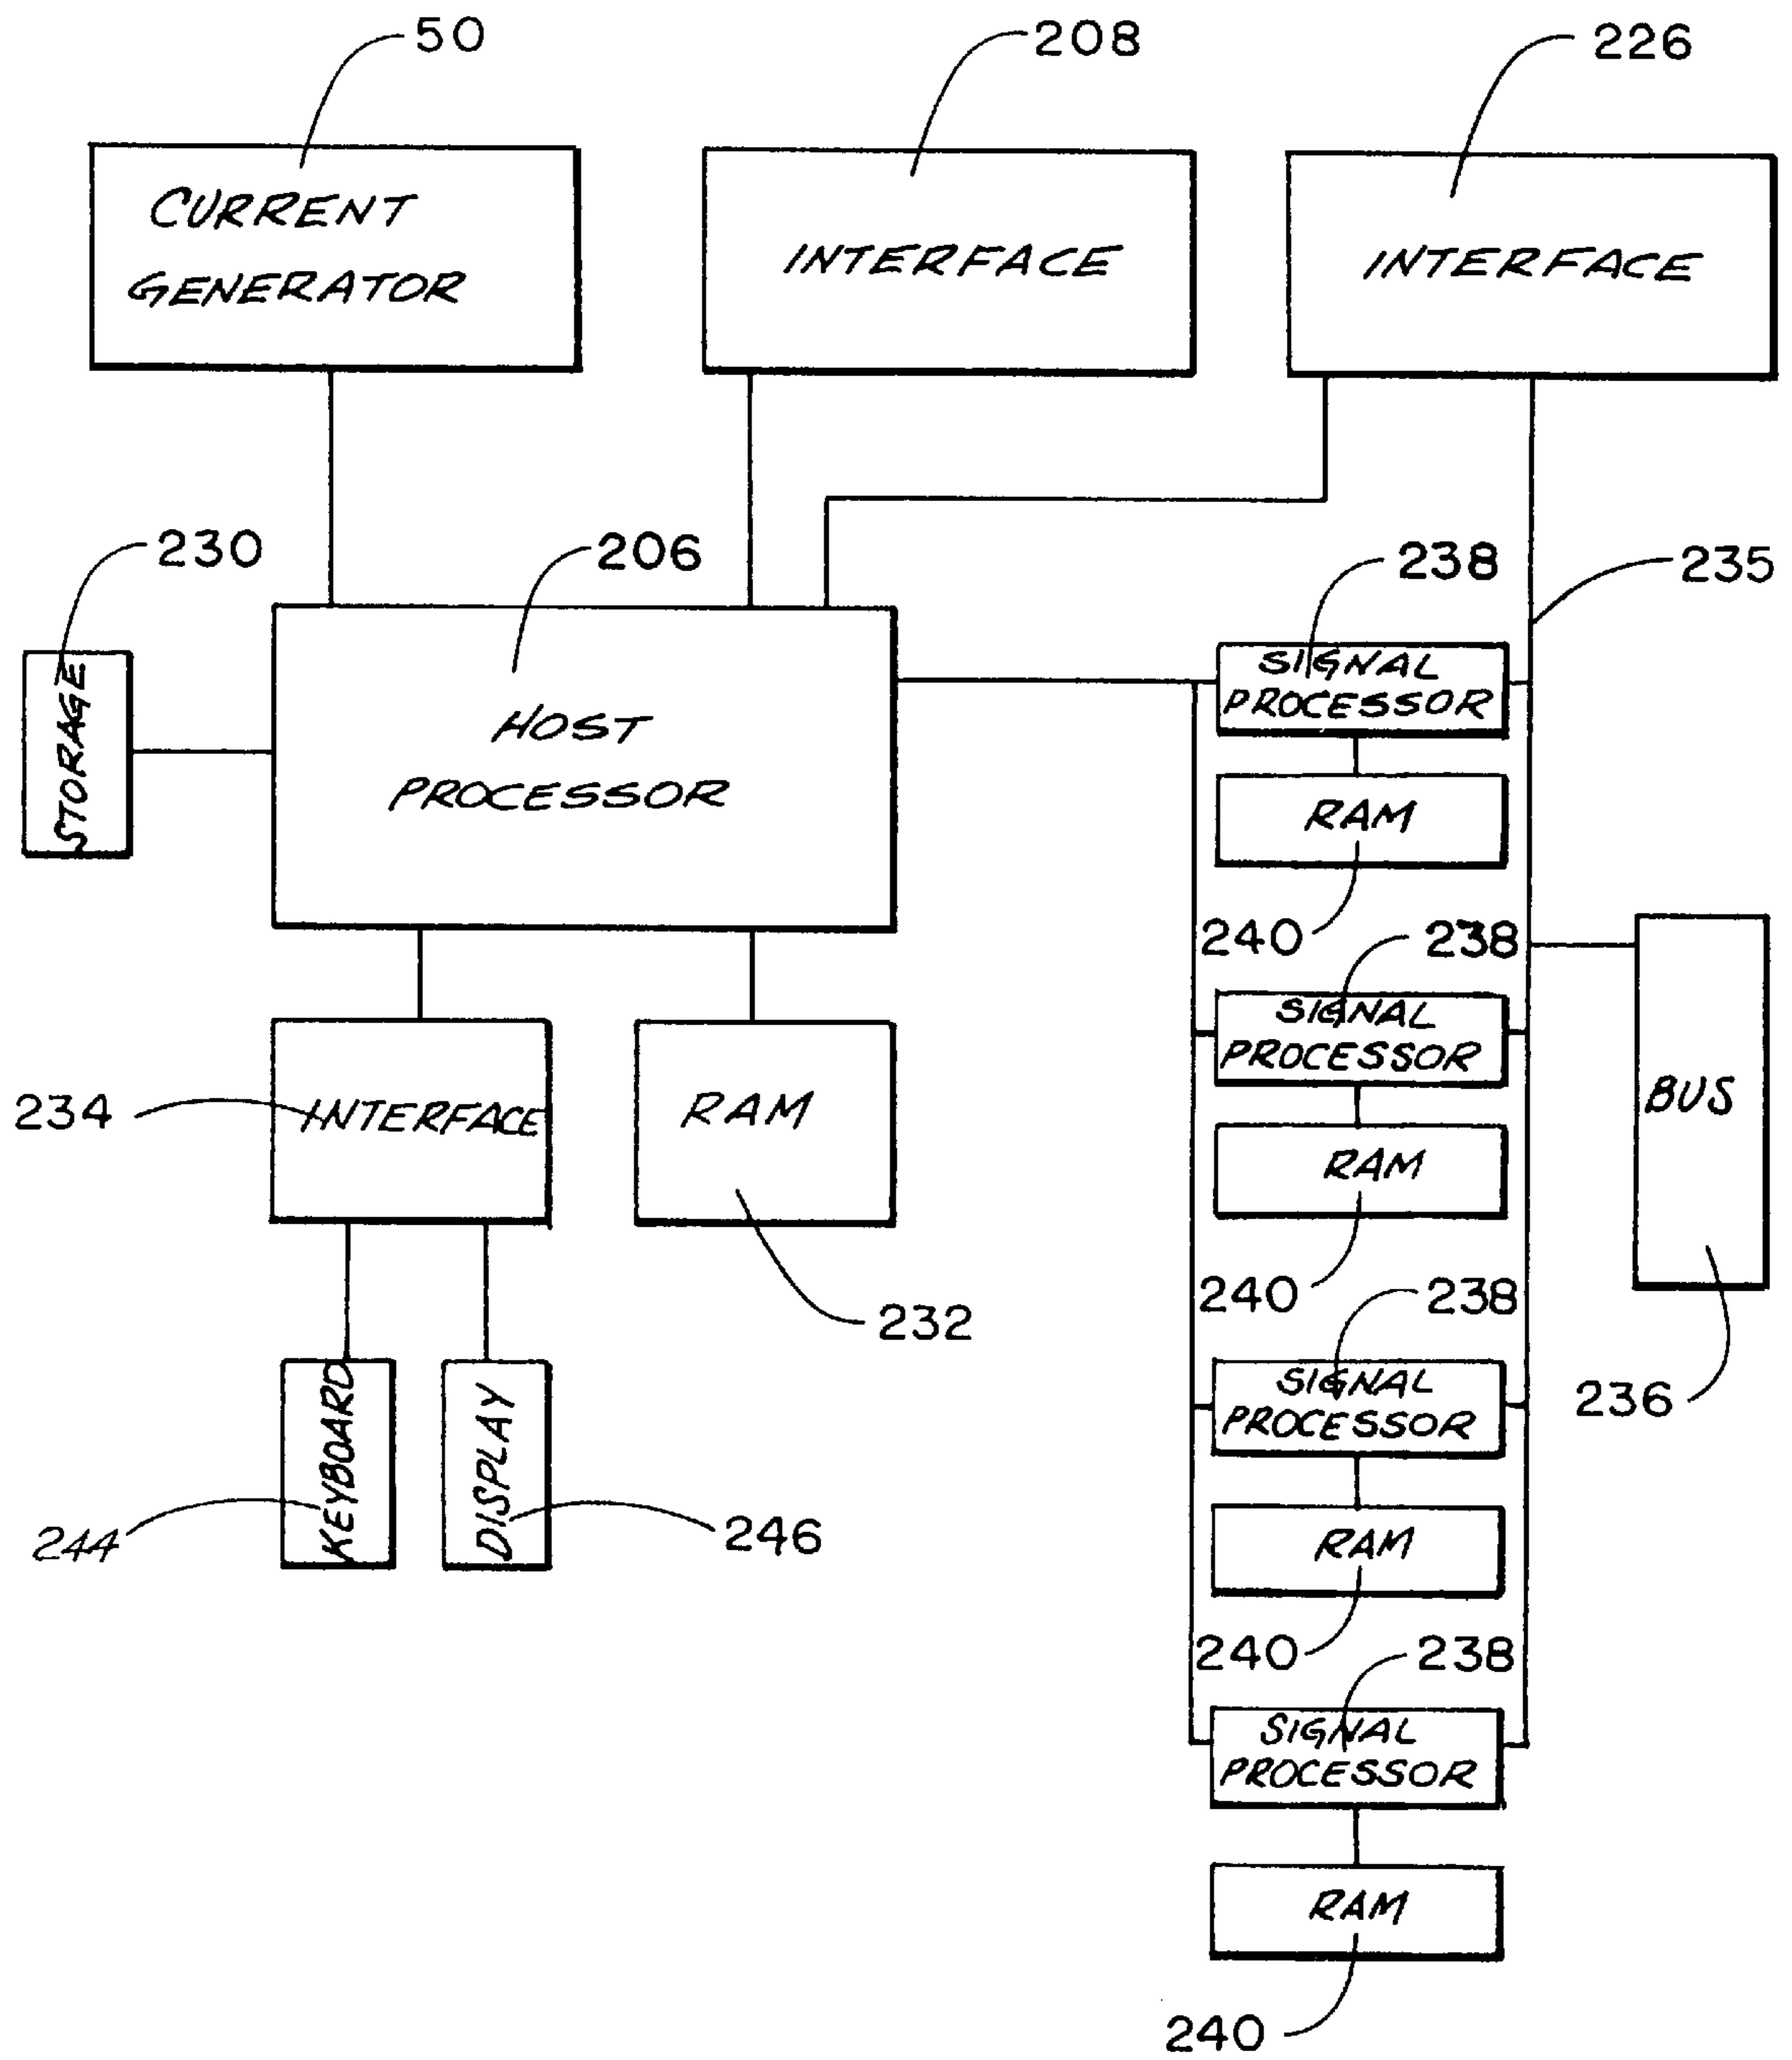 50
208
226
CURRENT
GENERATOR
INTERFACE
INTERFACE
230
206
238
235
STORAGE
HOST
PROCESSOR
SIGNAL
PROCESSOR
RAM
240
238
SIGNAL
PROCESSOR
BUS
234
INTERFACE
RAM
RAM
232
240
238
236
KEYBOARD
DISPLAY
SIGNAL
PROCESSOR
244
246
RAM
240
238
SIGNAL
PROCESSOR
RAM
240